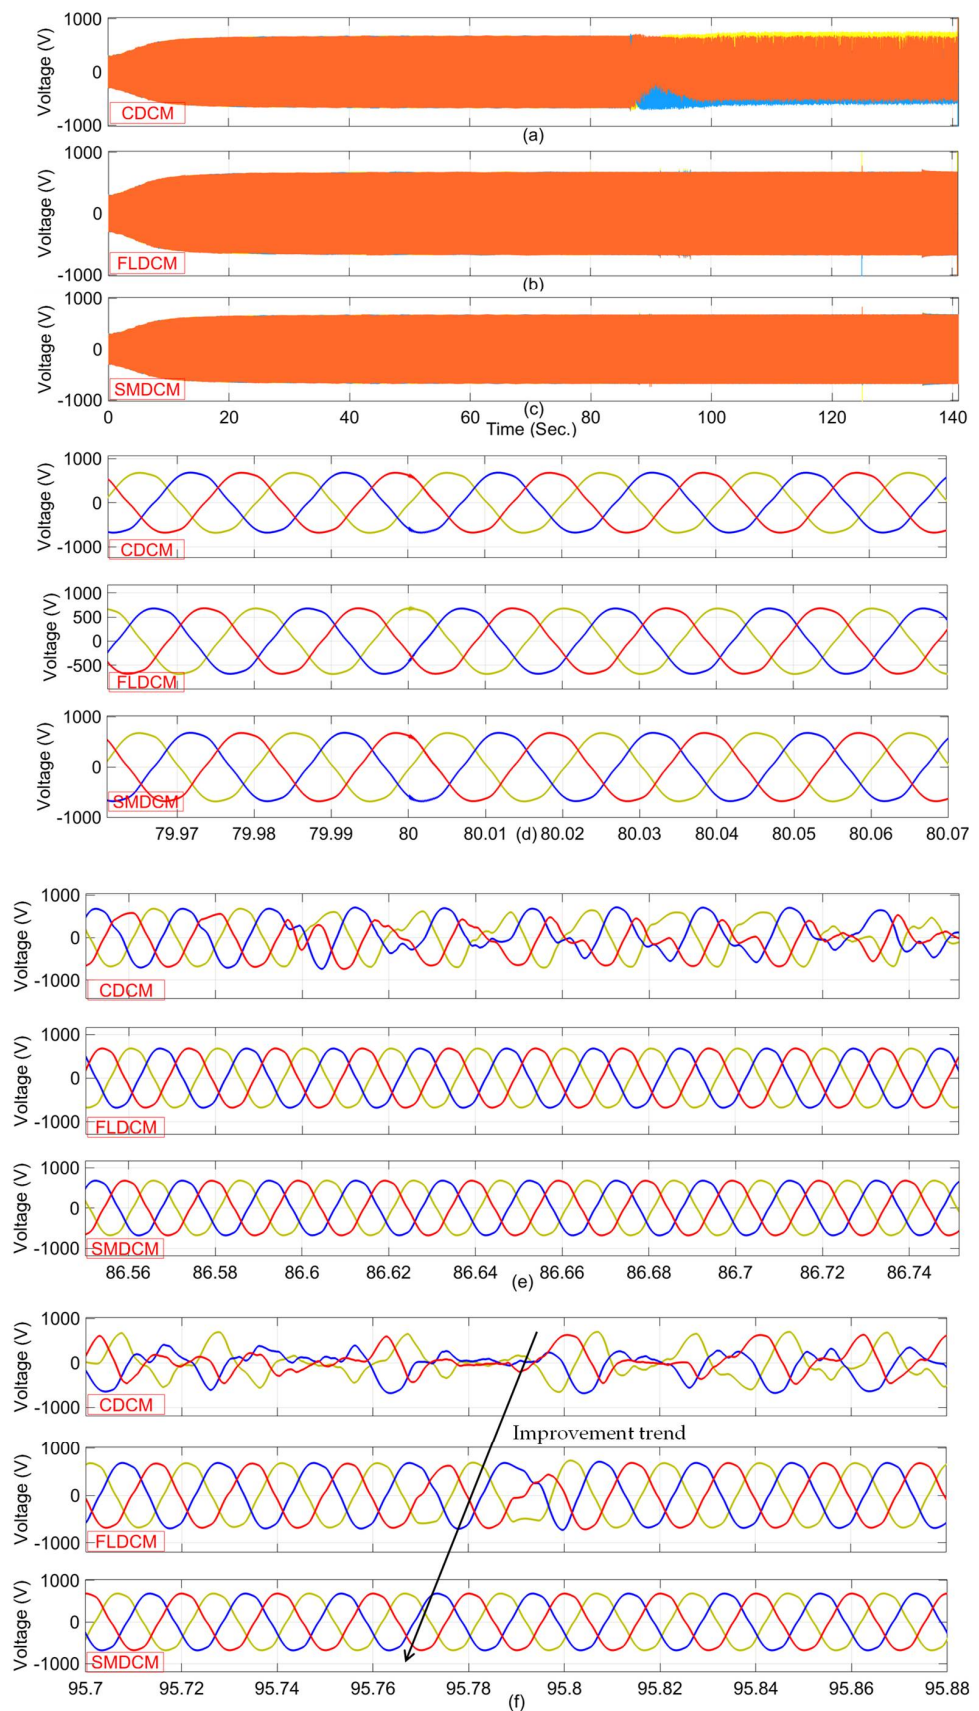 1000
0
-1000
Voltage (V)
CDCM
(a)
1000
0
-1000
Voltage (V)
FLDCM
(b)
1000
0
-1000
Voltage (V)
SMDCM
(c)
0 20 40 60 80 100 120 140
Time (Sec.)
1000
0
-1000
Voltage (V)
CDCM
1000
500
0
-500
Voltage (V)
FLDCM
1000
0
-1000
Voltage (V)
SMDCM
79.97 79.98 79.99 80 80.01 80.02 80.03 80.04 80.05 80.06 80.07
(d)
1000
0
-1000
Voltage (V)
CDCM
1000
0
-1000
Voltage (V)
FLDCM
1000
0
-1000
Voltage (V)
SMDCM
86.56 86.58 86.6 86.62 86.64 86.66 86.68 86.7 86.72 86.74
(e)
1000
0
-1000
Voltage (V)
CDCM
Improvement trend
1000
0
-1000
Voltage (V)
FLDCM
1000
0
-1000
Voltage (V)
SMDCM
95.7 95.72 95.74 95.76 95.78 95.8 95.82 95.84 95.86 95.88
(f)